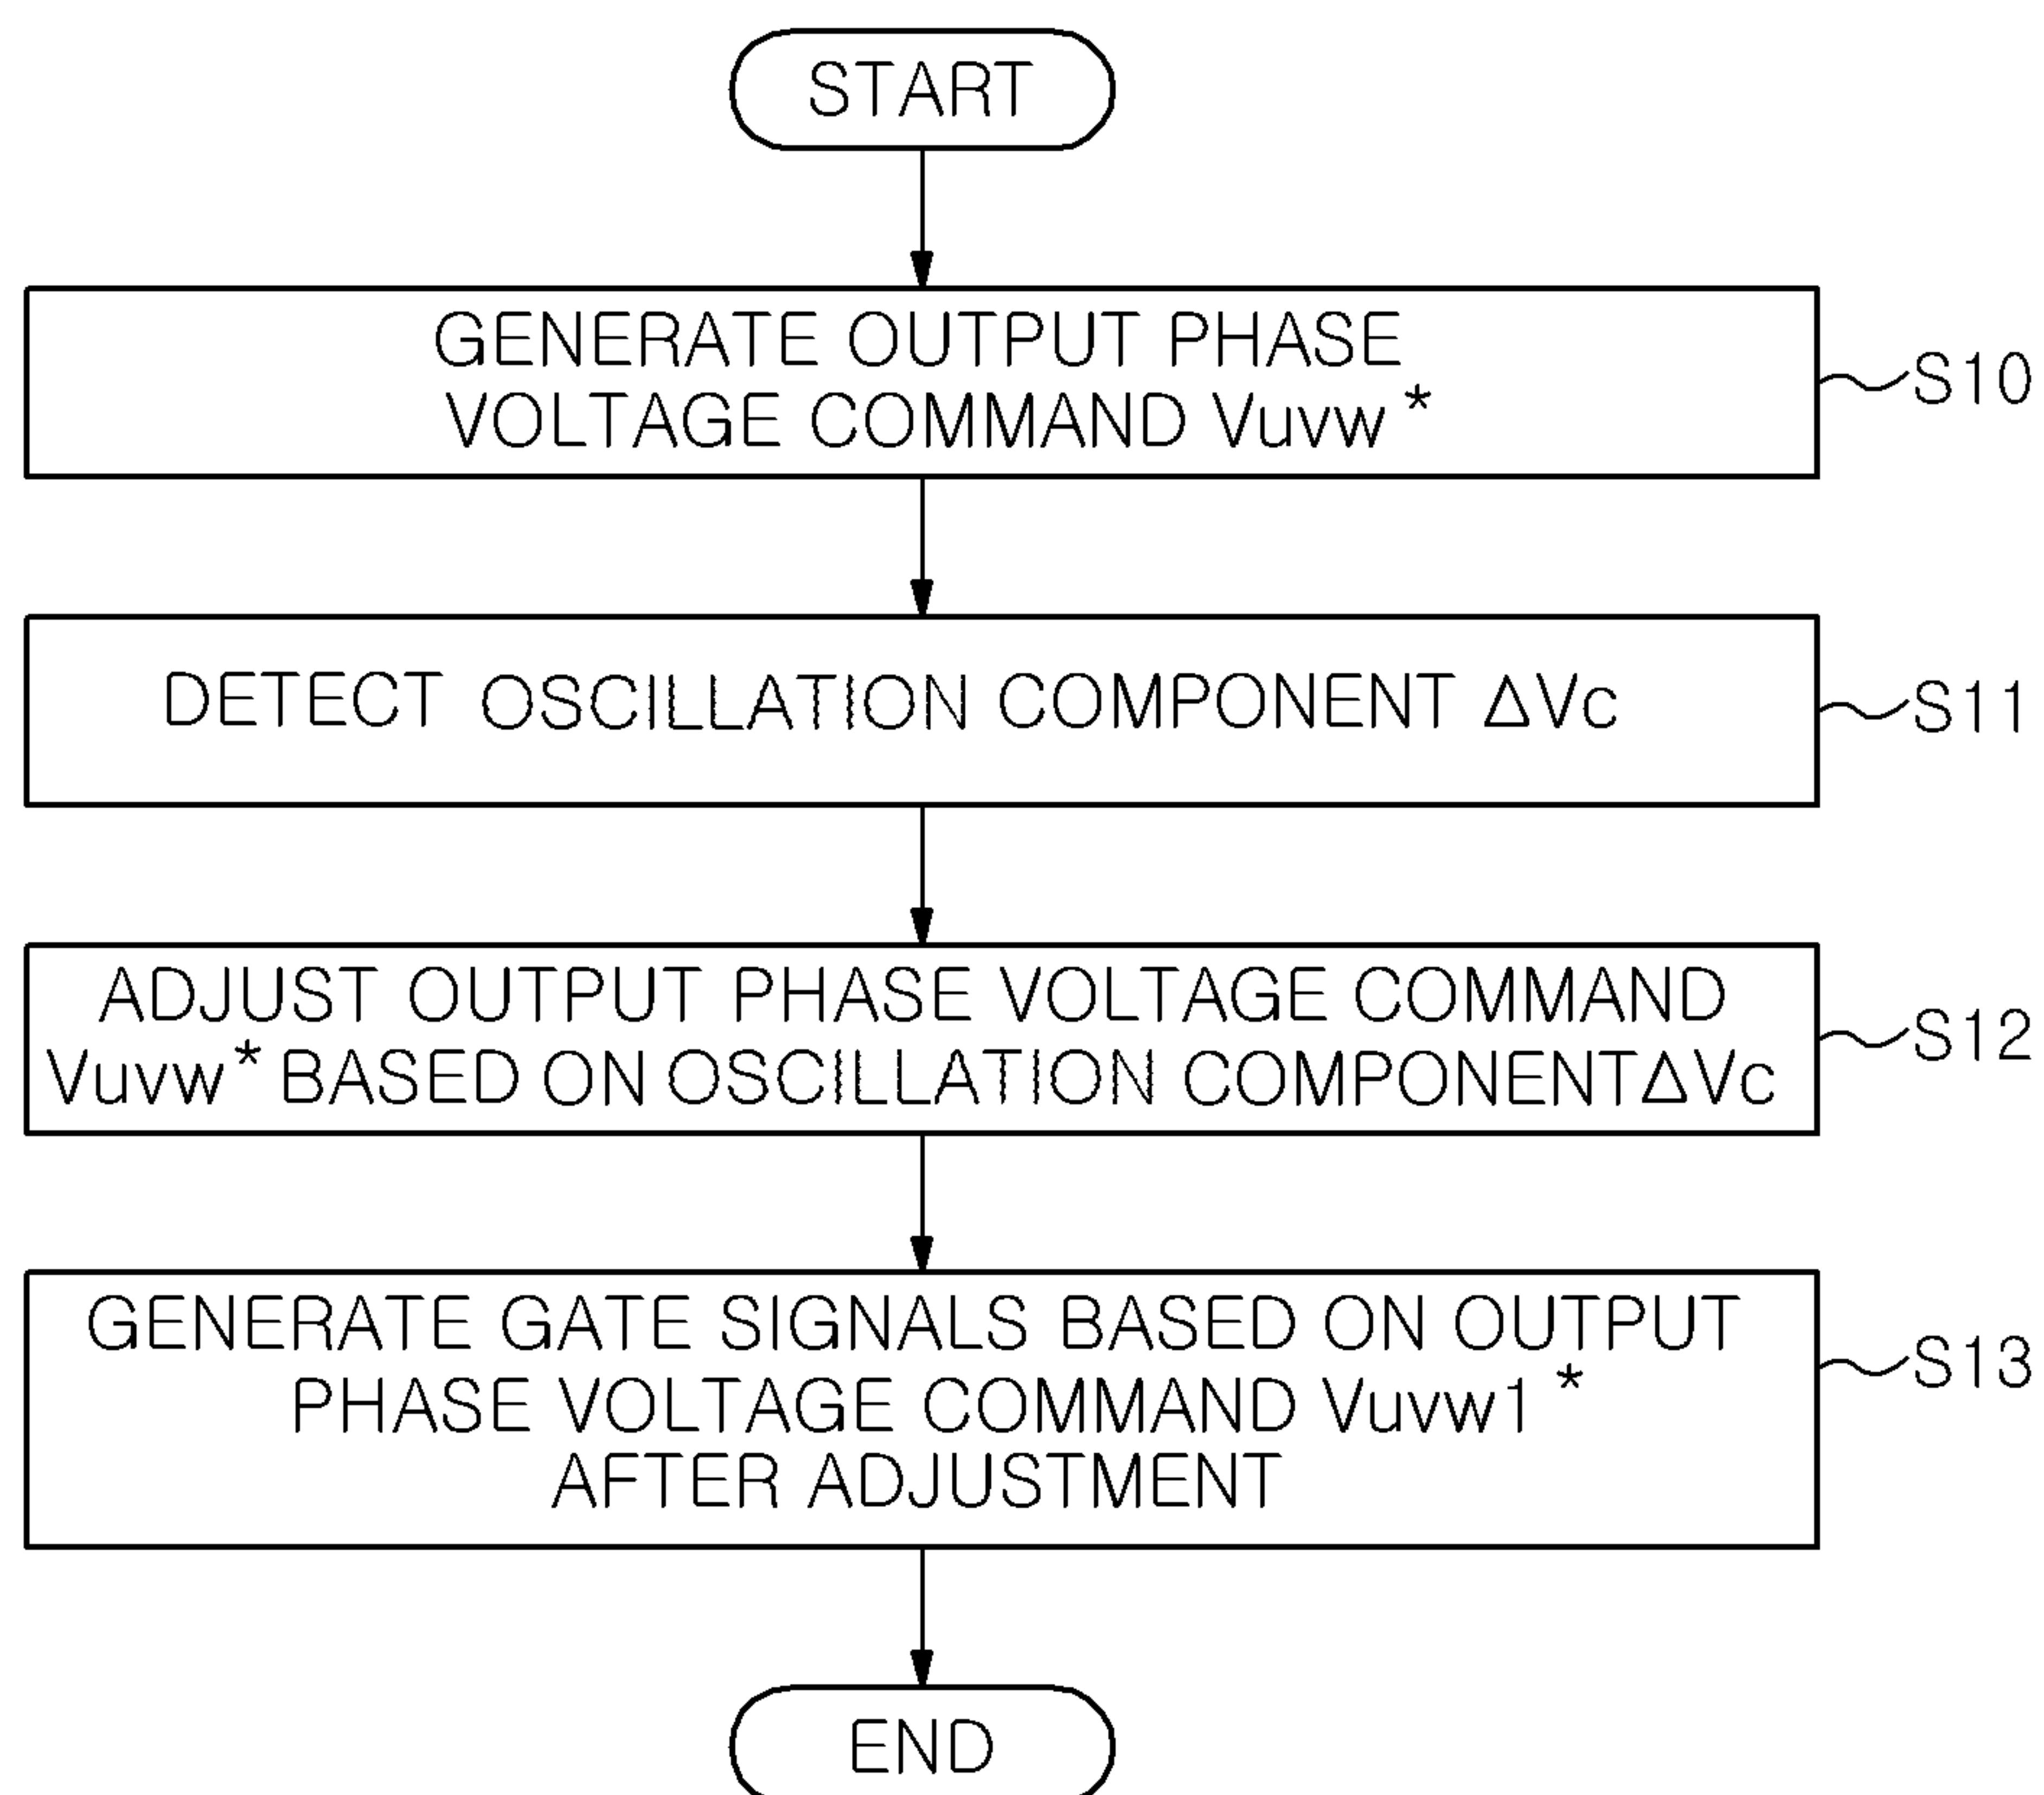 START
GENERATE OUTPUT PHASE
VOLTAGE COMMAND Vuvw*
S10
DETECT OSCILLATION COMPONENT ΔVc
S11
ADJUST OUTPUT PHASE VOLTAGE COMMAND
Vuvw* BASED ON OSCILLATION COMPONENTΔVc
S12
GENERATE GATE SIGNALS BASED ON OUTPUT
PHASE VOLTAGE COMMAND Vuvw1*
AFTER ADJUSTMENT
S13
END